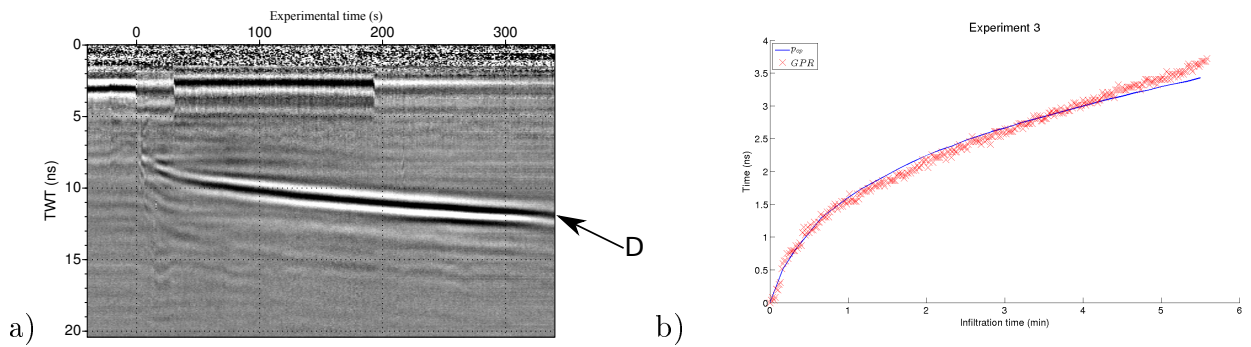 Experimental time (s)
0 100 200 300
0
5
10
15
20
TWT (ns)
D
a)
Experiment 3
p_op
GPR
4
3.5
3
2.5
2
1.5
1
0.5
0
Time (ns)
0 1 2 3 4 5 6
Infiltration time (min)
b)